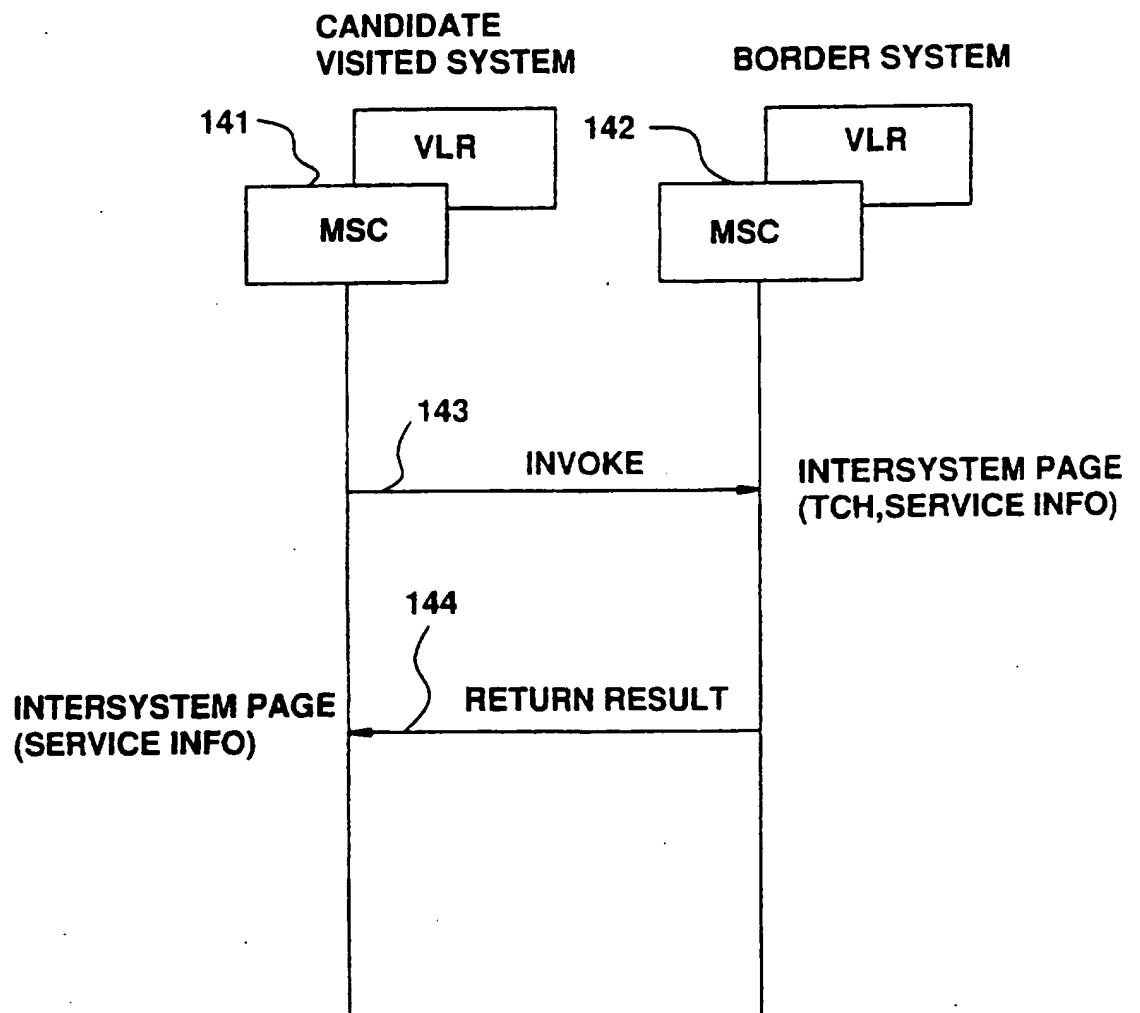 CANDIDATE
VISITED SYSTEM
BORDER SYSTEM
141
VLR
142
VLR
MSC
MSC
143
INVOKE
INTERSYSTEM PAGE
(TCH,SERVICE INFO)
144
RETURN RESULT
INTERSYSTEM PAGE
(SERVICE INFO)